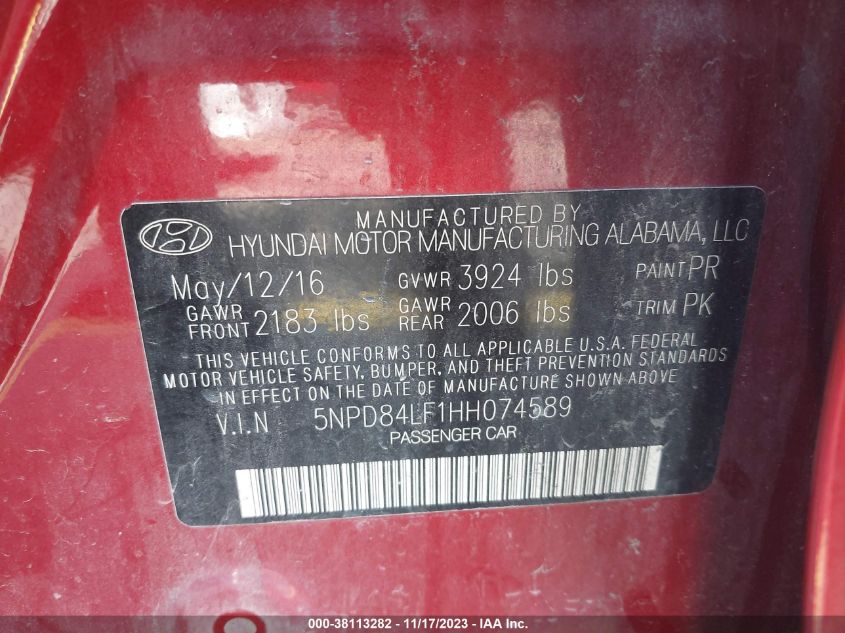 MANUFACTURED BY
HYUNDAI MOTOR MANUFACTURING ALABAMA, LLC
May/12/16 GVWR 3924 lbs PAINT PR
GAWR FRONT 2183 lbs GAWR REAR 2006 lbs TRIM PK
THIS VEHICLE CONFORMS TO ALL APPLICABLE U.S.A. FEDERAL
MOTOR VEHICLE SAFETY, BUMPER, AND THEFT PREVENTION STANDARDS
IN EFFECT ON THE DATE OF MANUFACTURE SHOWN ABOVE
V.I.N 5NPD84LF1HH074589
PASSENGER CAR
000-38113282 - 11/17/2023 - IAA Inc.